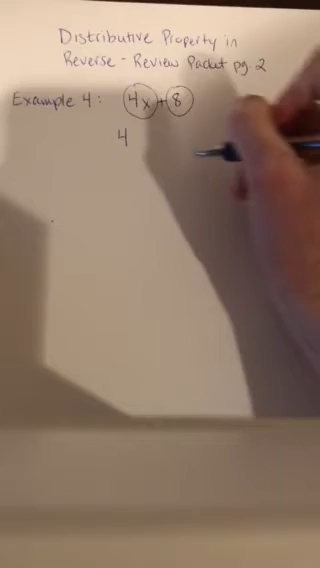 Distributive Property in
Reverse - Review Packet pg. 2
Example 4: 4x + 8
4